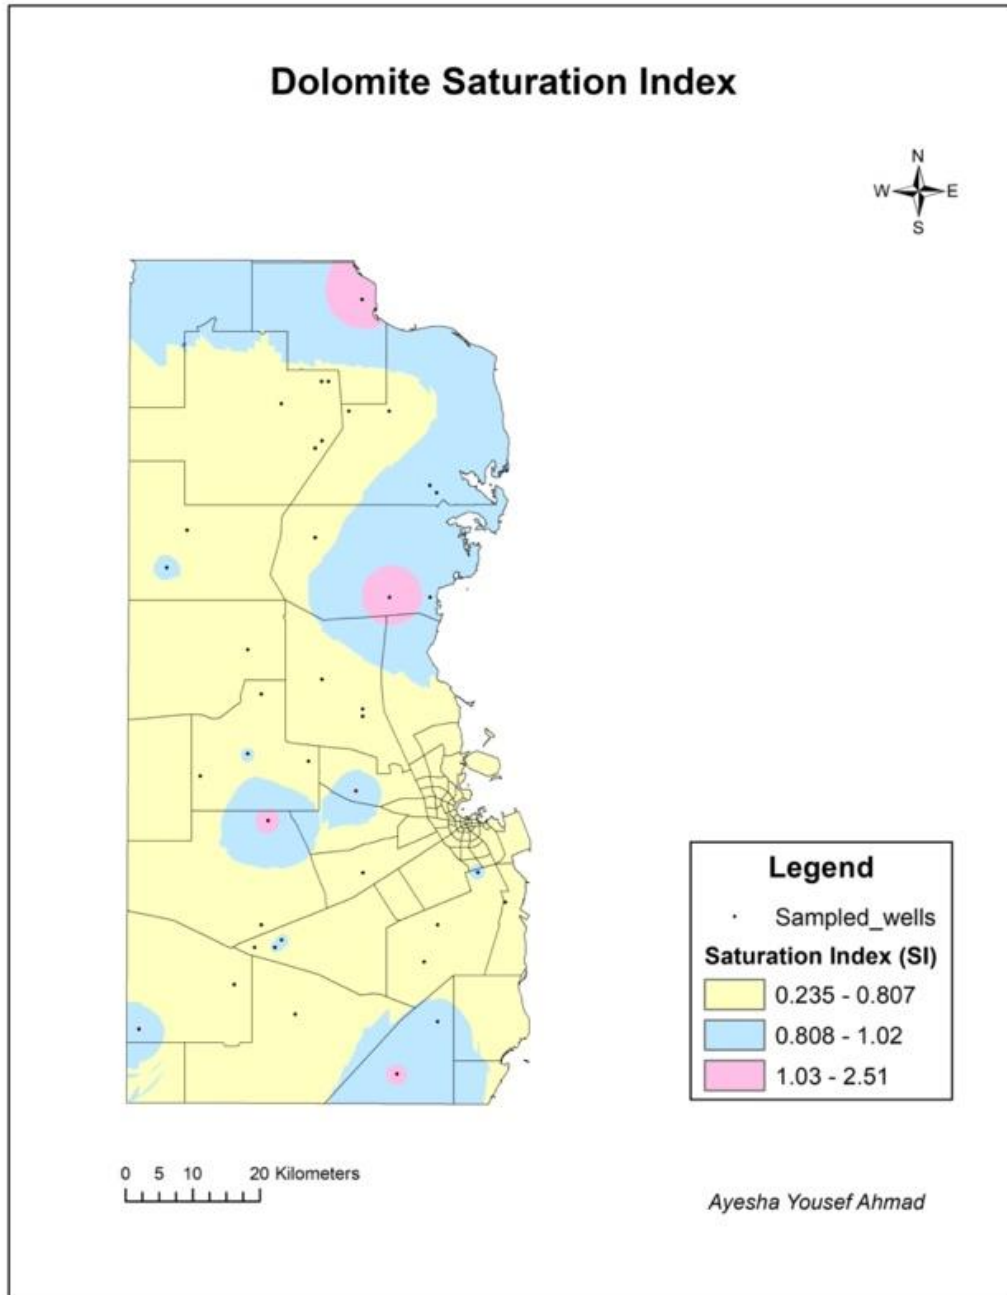 Dolomite Saturation Index
N
W E
S
Legend
Sampled_wells
Saturation Index (SI)
0.235 - 0.807
0.808 - 1.02
1.03 - 2.51
0 5 10 20 Kilometers
Ayesha Yousef Ahmad